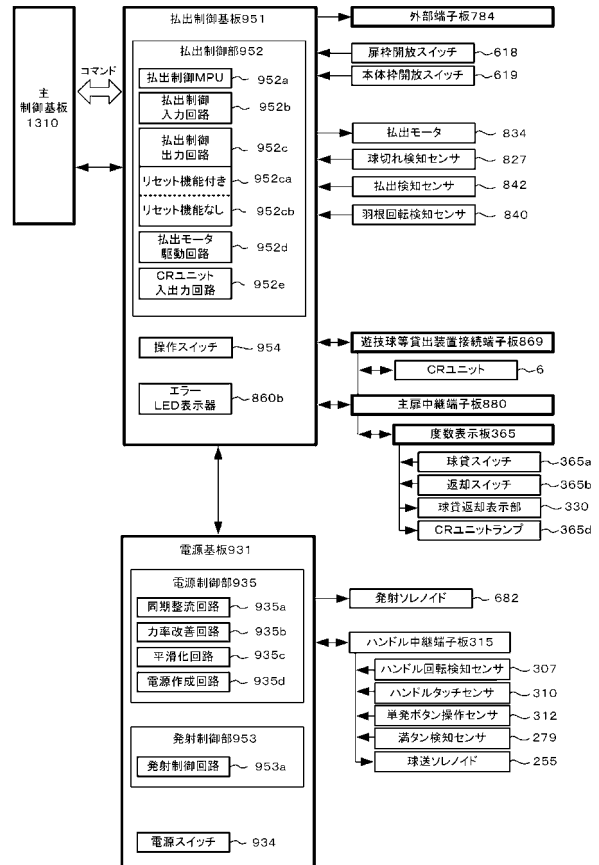 主
制御基板
1310
コマンド
払出制御基板951
払出制御部952
払出制御MPU
952a
払出制御
入力回路
952b
払出制御
出力回路
952c
リセット機能付き
952ca
リセット機能なし
952cb
払出モータ
駆動回路
952d
CRユニット
入出力回路
952e
操作スイッチ
954
エラー
LED表示器
860b
外部端子板784
扉枠開放スイッチ
618
本体枠開放スイッチ
619
払出モータ
834
球切れ検知センサ
827
払出検知センサ
842
羽根回転検知センサ
840
遊技球等貸出装置接続端子板869
CRユニット
6
主扉中継端子板880
度数表示板365
球貸スイッチ
365a
返却スイッチ
365b
球貸返却表示部
330
CRユニットランプ
365d
電源基板931
電源制御部935
同期整流回路
935a
力率改善回路
935b
平滑化回路
935c
電源作成回路
935d
発射制御部953
発射制御回路
953a
電源スイッチ
934
発射ソレノイド
682
ハンドル中継端子板315
ハンドル回転検知センサ
307
ハンドルタッチセンサ
310
単発ボタン操作センサ
312
満タン検知センサ
279
球送ソレノイド
255